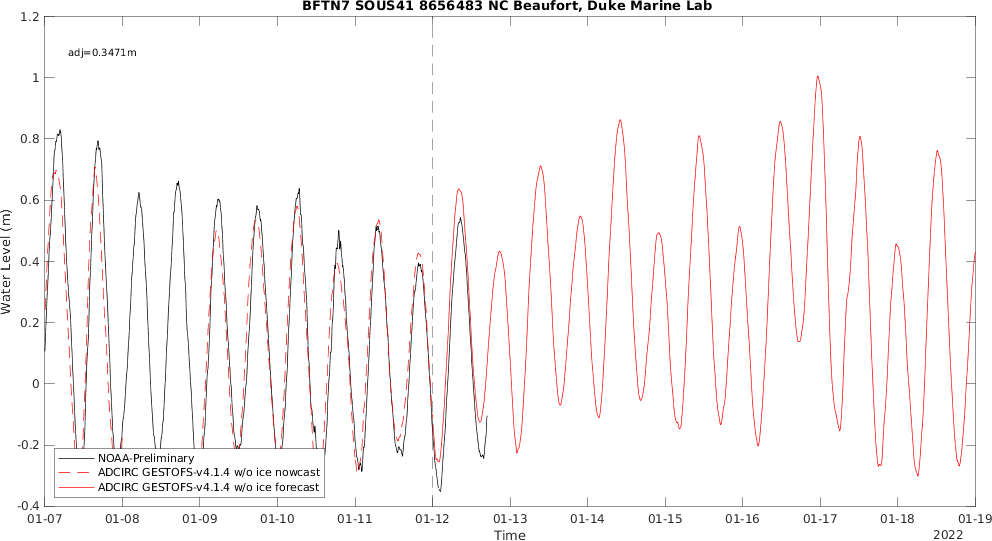 BFTN7 SOUS41 8656483 NC Beaufort, Duke Marine Lab
adj=0.3471m
1.2
1
0.8
0.6
0.4
0.2
0
-0.2
-0.4
Water Level (m)
NOAA-Preliminary
ADCIRC GESTOFS-v4.1.4 w/o ice nowcast
ADCIRC GESTOFS-v4.1.4 w/o ice forecast
01-07 01-08 01-09 01-10 01-11 01-12 01-13 01-14 01-15 01-16 01-17 01-18 01-19
Time
2022